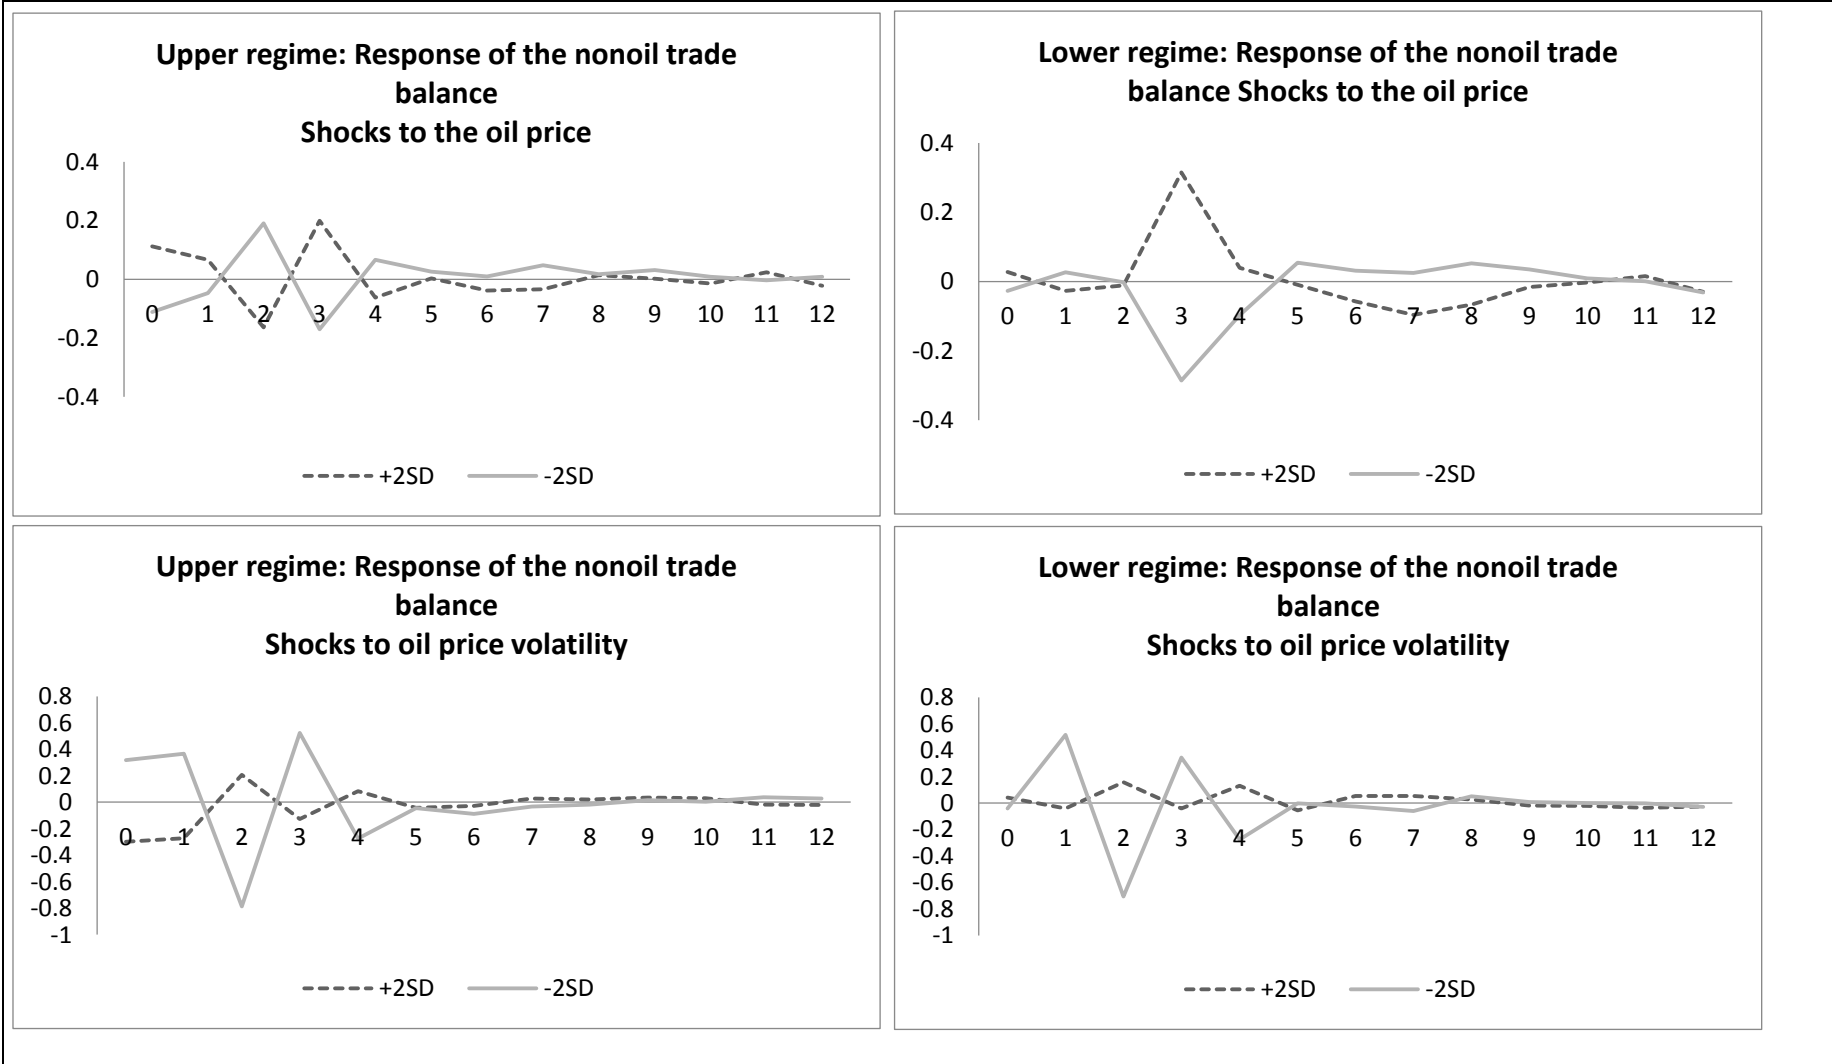 Upper regime: Response of the nonoil trade
balance
Shocks to the oil price
0.4
0.2
0
-0.2
-0.4
0 1 2 3 4 5 6 7 8 9 10 11 12
+2SD -2SD
Lower regime: Response of the nonoil trade
balance Shocks to the oil price
0.4
0.2
0
-0.2
-0.4
0 1 2 3 4 5 6 7 8 9 10 11 12
+2SD -2SD
Upper regime: Response of the nonoil trade
balance
Shocks to oil price volatility
0.8
0.6
0.4
0.2
0
-0.2
-0.4
-0.6
-0.8
-1
0 1 2 3 4 5 6 7 8 9 10 11 12
+2SD -2SD
Lower regime: Response of the nonoil trade
balance
Shocks to oil price volatility
0.8
0.6
0.4
0.2
0
-0.2
-0.4
-0.6
-0.8
-1
0 1 2 3 4 5 6 7 8 9 10 11 12
+2SD -2SD